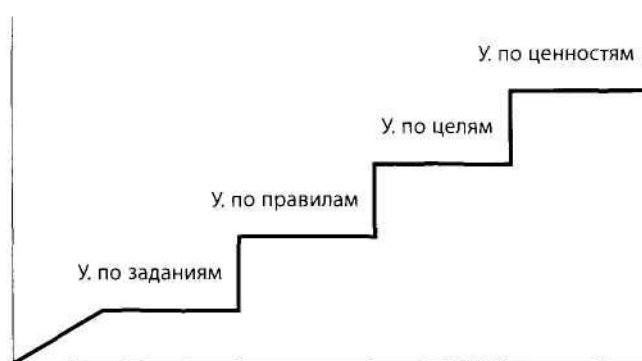 У. по ценностям
У. по целям
У. по правилам
У. по заданиям